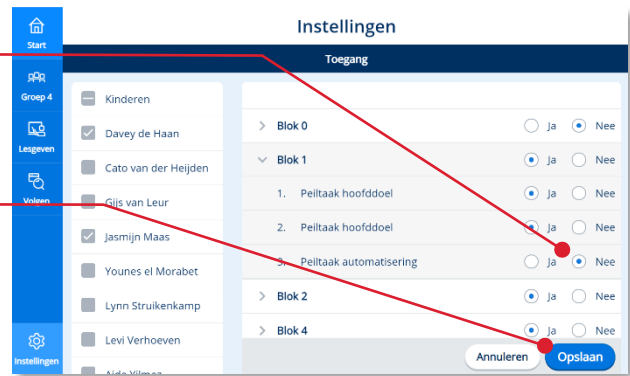 Instellingen
Toegang
Start
Groep 4
Lesgeven
Volgen
Instellingen
Kinderen
Davey de Haan
Cato van der Heijden
Gijs van Leur
Jasmijn Maas
Younes el Morabet
Lynn Struikenkamp
Levi Verhoeven
Aide Yilmaz
Blok 0 Ja Nee
Blok 1 Ja Nee
1. Peiltaak hoofddoel Ja Nee
2. Peiltaak hoofddoel Ja Nee
3. Peiltaak automatisering Ja Nee
Blok 2 Ja Nee
Blok 4 Ja Nee
Annuleren Opslaan